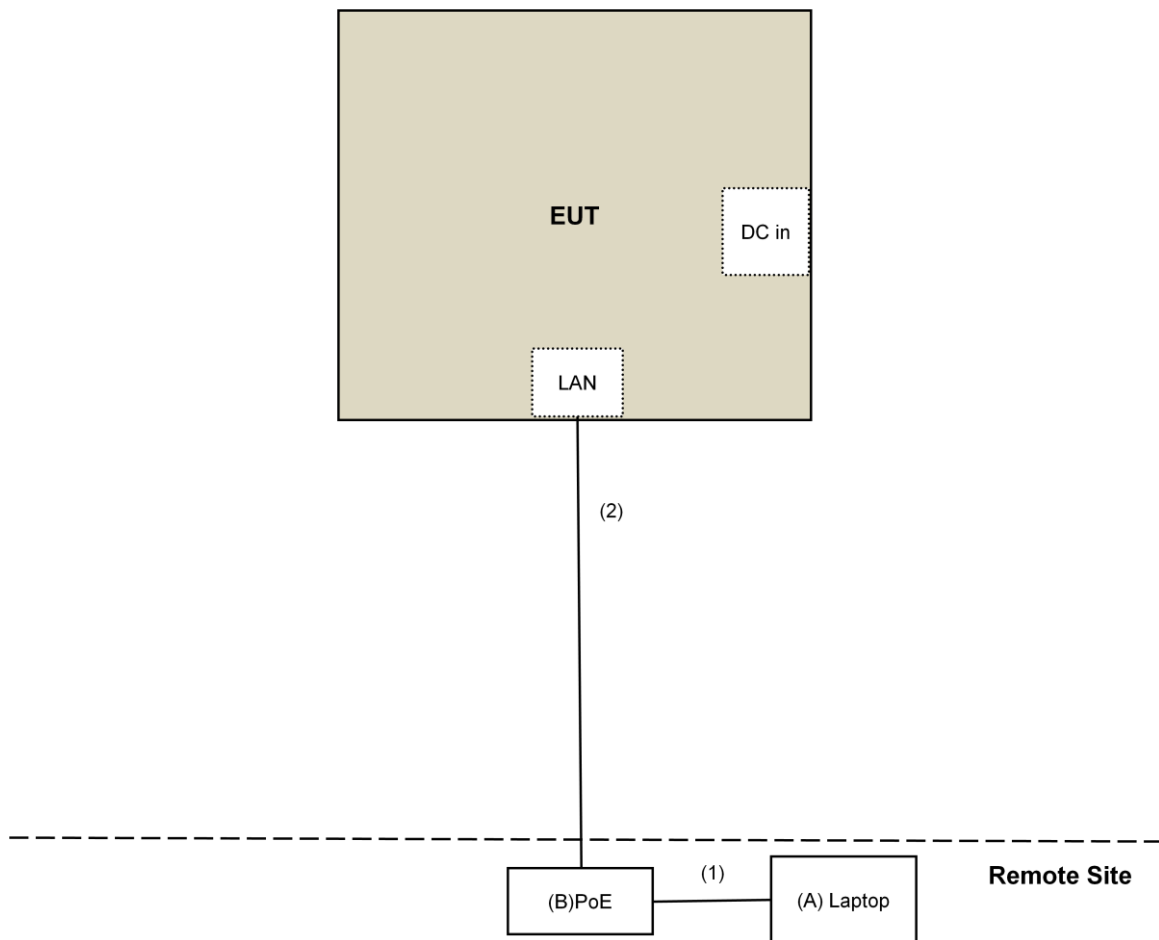 EUT
DC in
LAN
(2)
(1)
Remote Site
(B)PoE
(A) Laptop